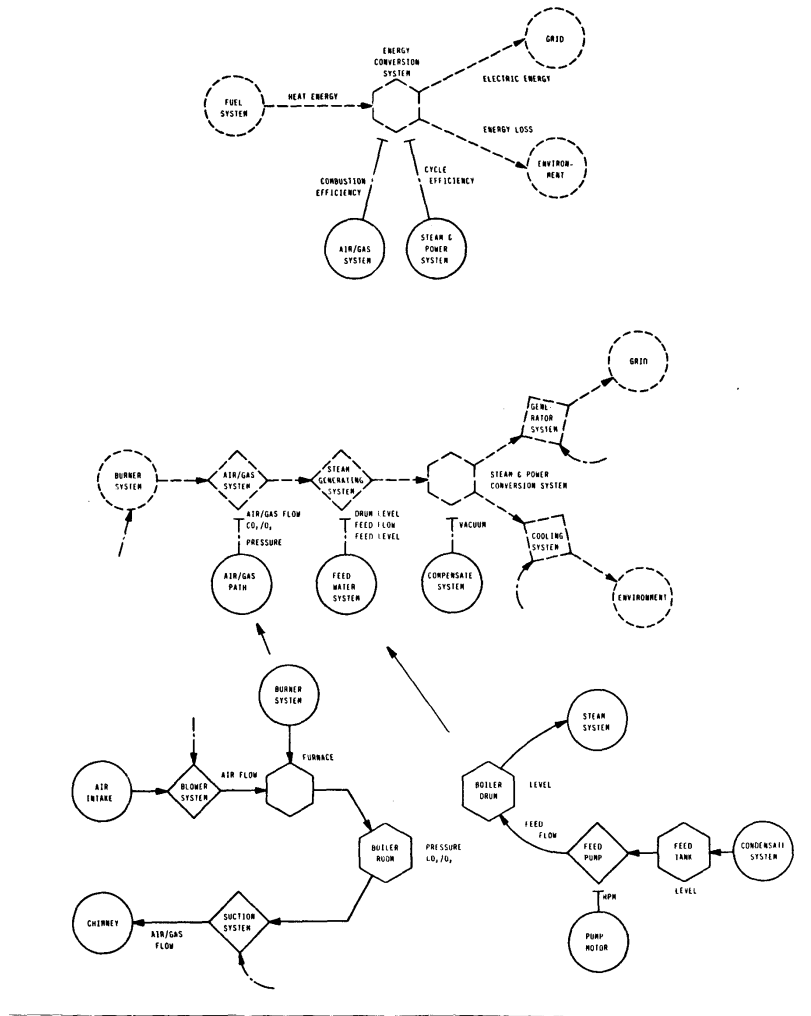 GRID
ENERGY
CONVERSION
SYSTEM
ELECTRIC ENERGY
HEAT ENERGY
FUEL
SYSTEM
ENERGY LOSS
ENVIRON-
MENT
COMBUSTION
EFFICIENCY
CYCLE
EFFICIENCY
AIR/GAS
SYSTEM
STEAM &
POWER
SYSTEM
GRID
GENE-
RATOR
SYSTEM
BURNER
SYSTEM
AIR/GAS
SYSTEM
STEAM
GENERATING
SYSTEM
STEAM & POWER
CONVERSION SYSTEM
AIR/GAS FLOW
CO₂/O₂
PRESSURE
DRUM LEVEL
FEED FLOW
FEED LEVEL
VACUUM
COOLING
SYSTEM
AIR/GAS
PATH
FEED
WATER
SYSTEM
COMPENSATE
SYSTEM
ENVIRONMENT
BURNER
SYSTEM
FURNACE
AIR
INTAKE
BLOWER
SYSTEM
AIR FLOW
BOILER
ROOM
PRESSURE
CO₂/O₂
CHIMNEY
AIR/GAS
FLOW
SUCTION
SYSTEM
STEAM
SYSTEM
BOILER
DRUM
LEVEL
FEED
FLOW
FEED
PUMP
FEED
TANK
LEVEL
CONDENSATE
SYSTEM
RPM
PUMP
MOTOR